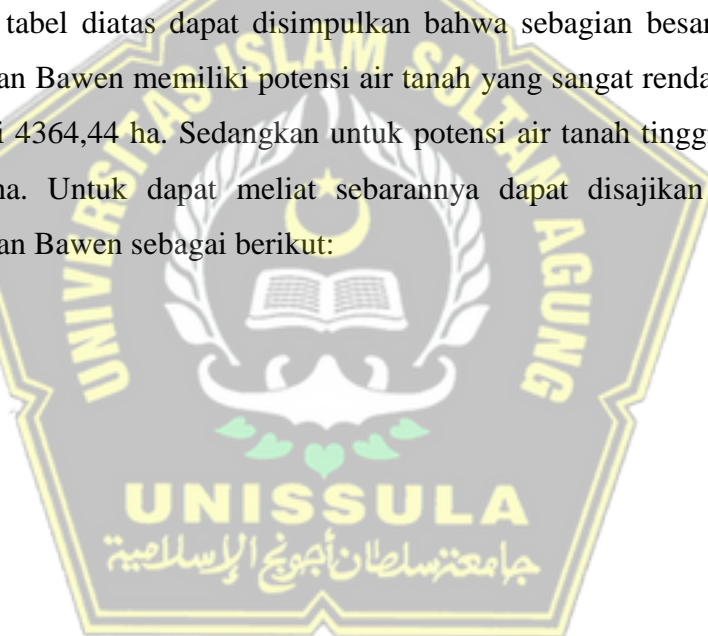 tabel diatas dapat disimpulkan bahwa sebagian besar
an Bawen memiliki potensi air tanah yang sangat renda
i 4364,44 ha. Sedangkan untuk potensi air tanah tingg
na. Untuk dapat meliat sebarannya dapat disajikan
an Bawen sebagai berikut:
UNIVERSITAS ISLAM SULTAN AGUNG
UNISSULA
جامعة سلطان أجونج الإسلامية